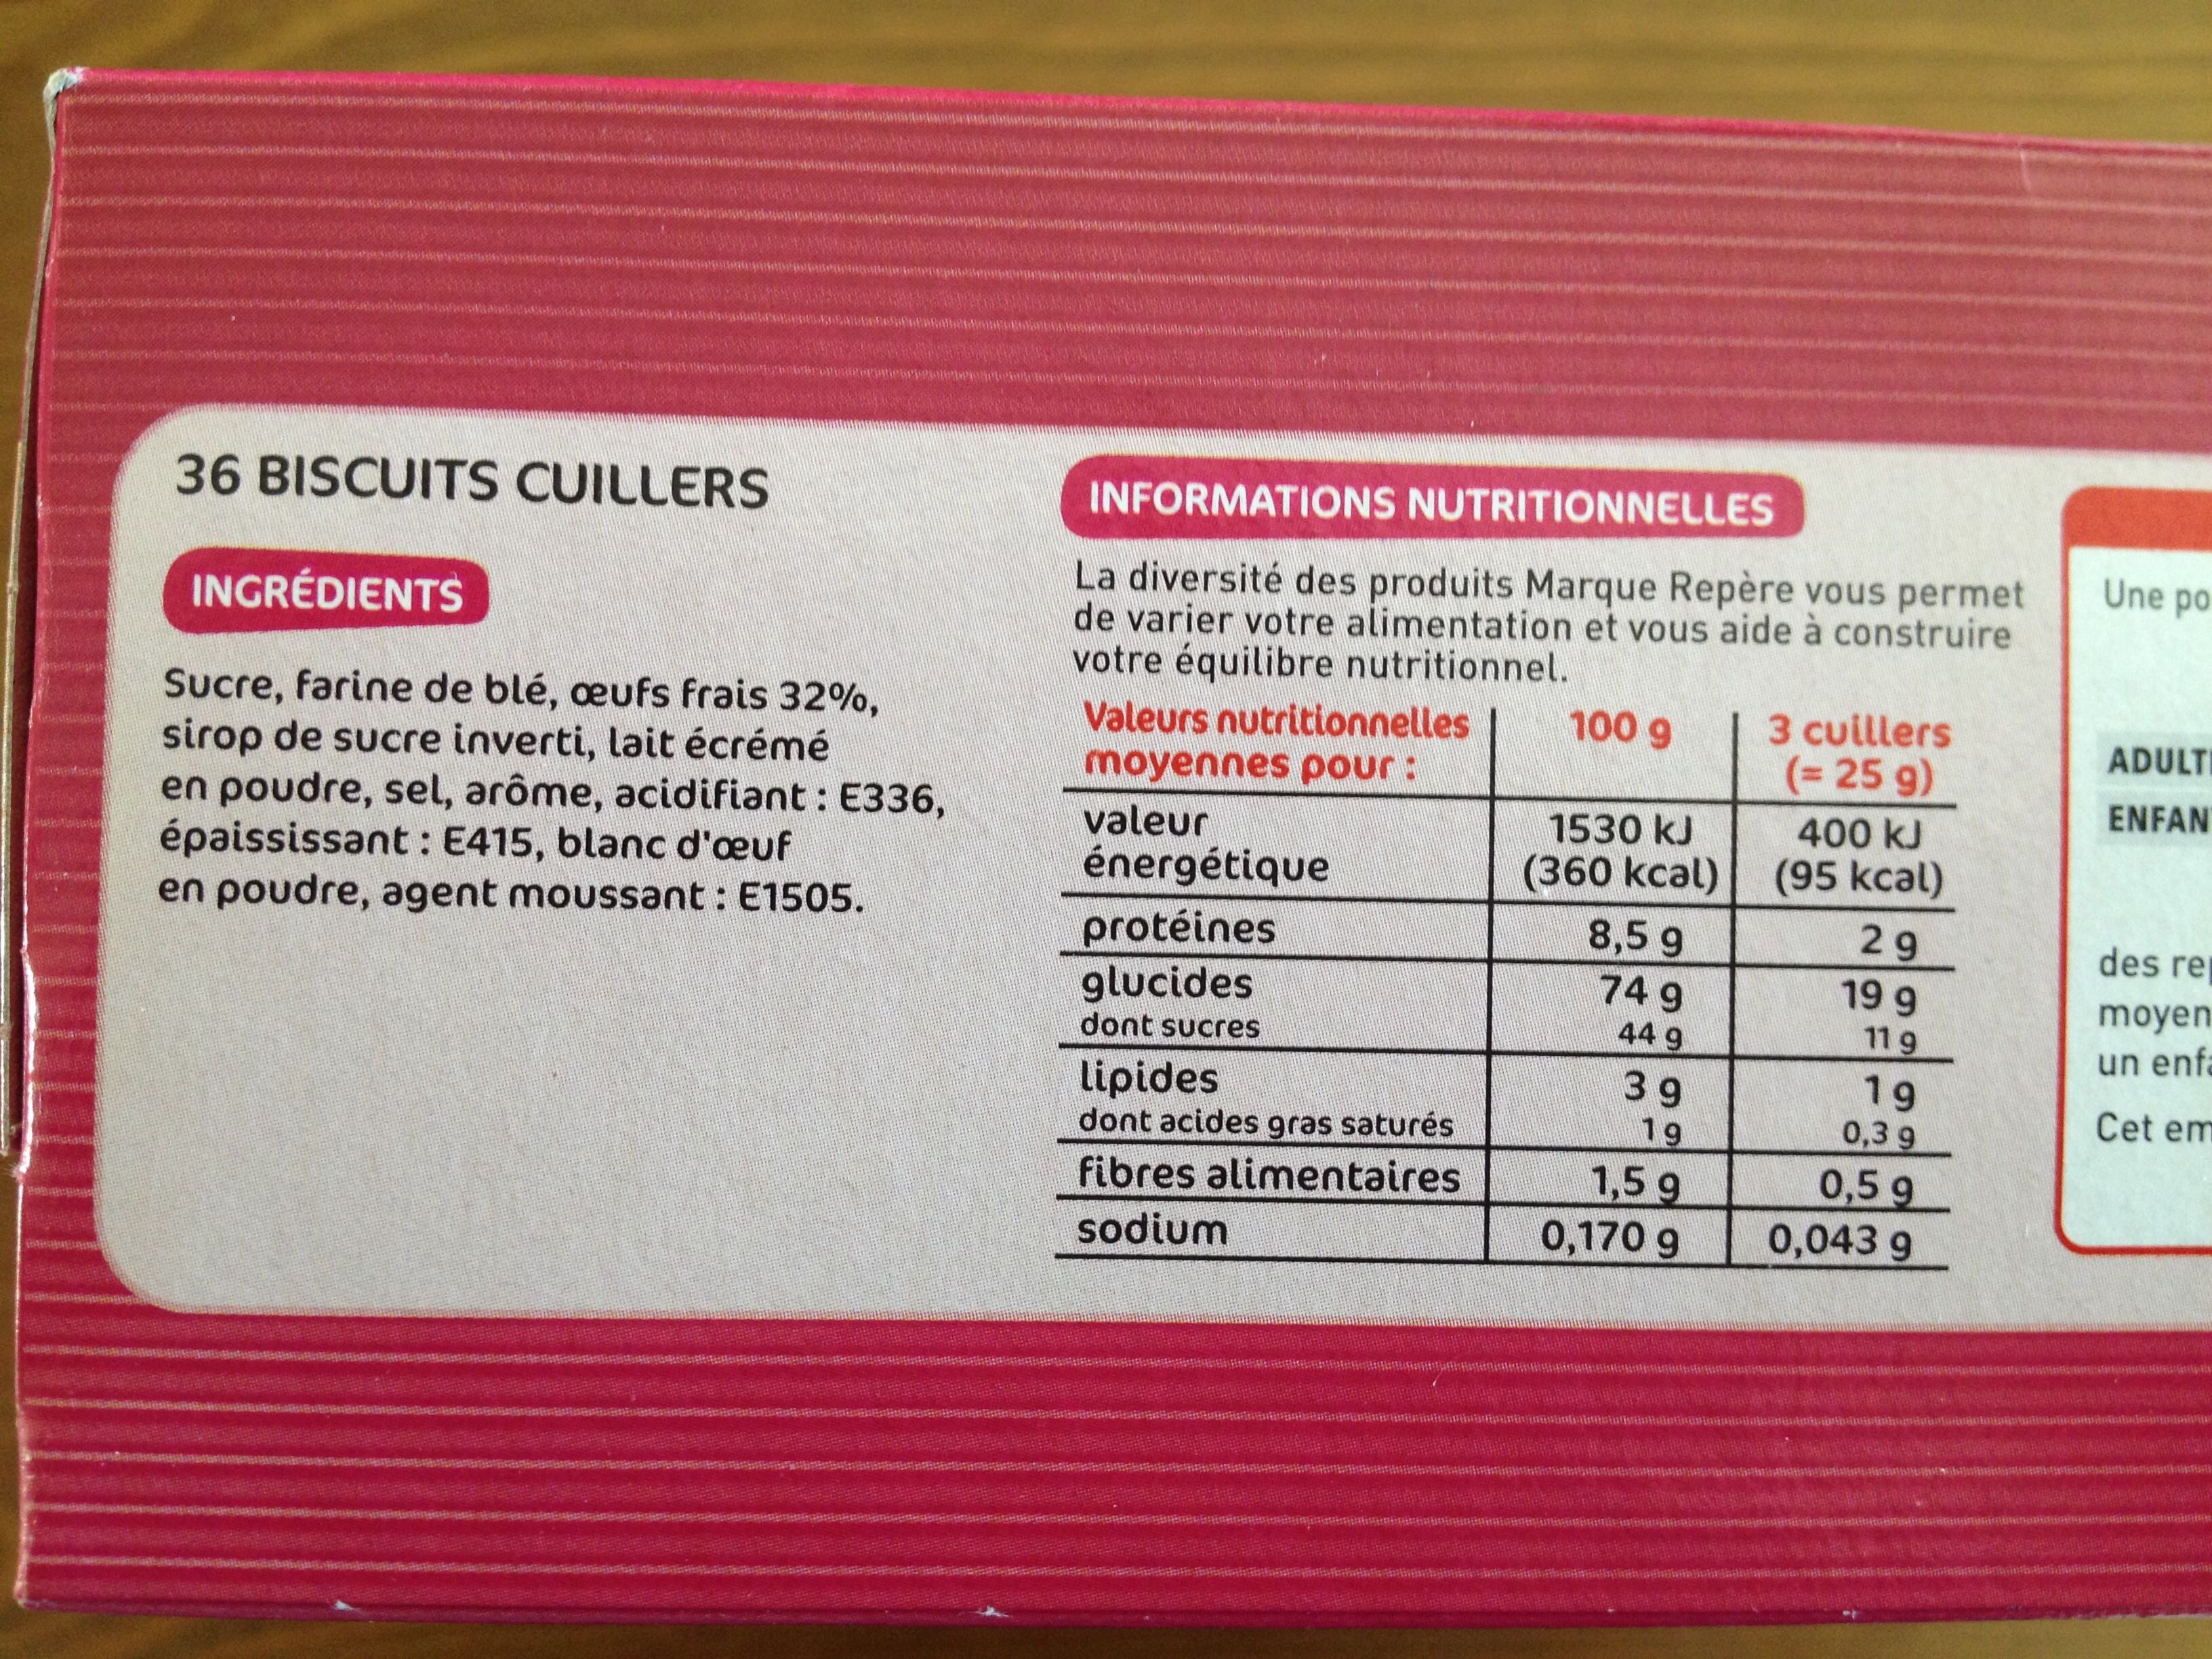 36 BISCUITS CUILLERS
INGRÉDIENTS
Sucre, farine de blé, œufs frais 32%,
sirop de sucre inverti, lait écrémé
en poudre, sel, arôme, acidifiant : E336,
épaississant : E415, blanc d'œuf
en poudre, agent moussant : E1505.
INFORMATIONS NUTRITIONNELLES
La diversité des produits Marque Repère vous permet
de varier votre alimentation et vous aide à construire
votre équilibre nutritionnel.
Valeurs nutritionnelles
moyennes pour : 100 g 3 cuillers
(= 25 g)
valeur
énergétique 1530 kJ 400 kJ
(360 kcal) (95 kcal)
protéines 8,5 g 2 g
glucides 74 g 19 g
dont sucres 44 g 11 g
lipides 3 g 1 g
dont acides gras saturés 1 g 0,3 g
fibres alimentaires 1,5 g 0,5 g
sodium 0,170 g 0,043 g
Une
des
Cet